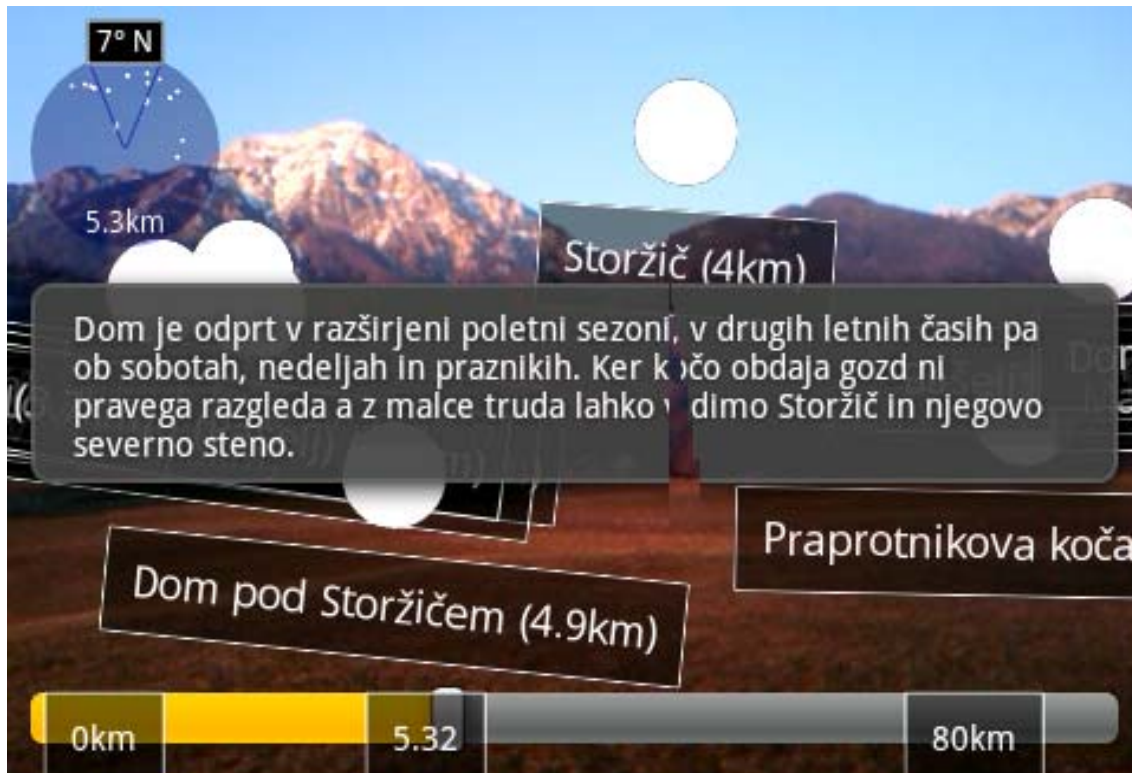 7° N
5.3km
Storžič (4km)
Dom je odprt v razširjeni poletni sezoni, v drugih letnih časih pa
ob sobotah, nedeljah in praznikih. Ker kočo obdaja gozd ni
pravega razgleda a z malce truda lahko vidimo Storžič in njegovo
severno steno.
Praprotnikova koča
Dom pod Storžičem (4.9km)
0km
5.32
80km